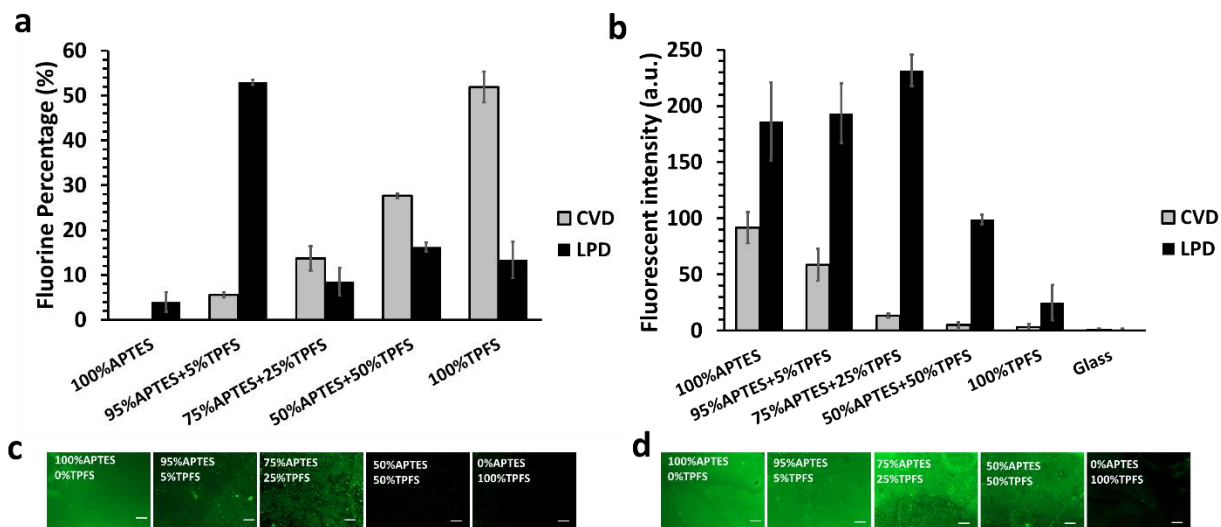 a
Fluorine Percentage (%)
60
50
40
30
20
10
0
100%APTES
95%APTES+5%TPFS
75%APTES+25%TPFS
50%APTES+50%TPFS
100%TPFS
CVD
LPD
b
Fluorescent intensity (a.u.)
250
200
150
100
50
0
100%APTES
95%APTES+5%TPFS
75%APTES+25%TPFS
50%APTES+50%TPFS
100%TPFS
Glass
CVD
LPD
c
100%APTES
0%TPFS
95%APTES
5%TPFS
75%APTES
25%TPFS
50%APTES
50%TPFS
0%APTES
100%TPFS
d
100%APTES
0%TPFS
95%APTES
5%TPFS
75%APTES
25%TPFS
50%APTES
50%TPFS
0%APTES
100%TPFS